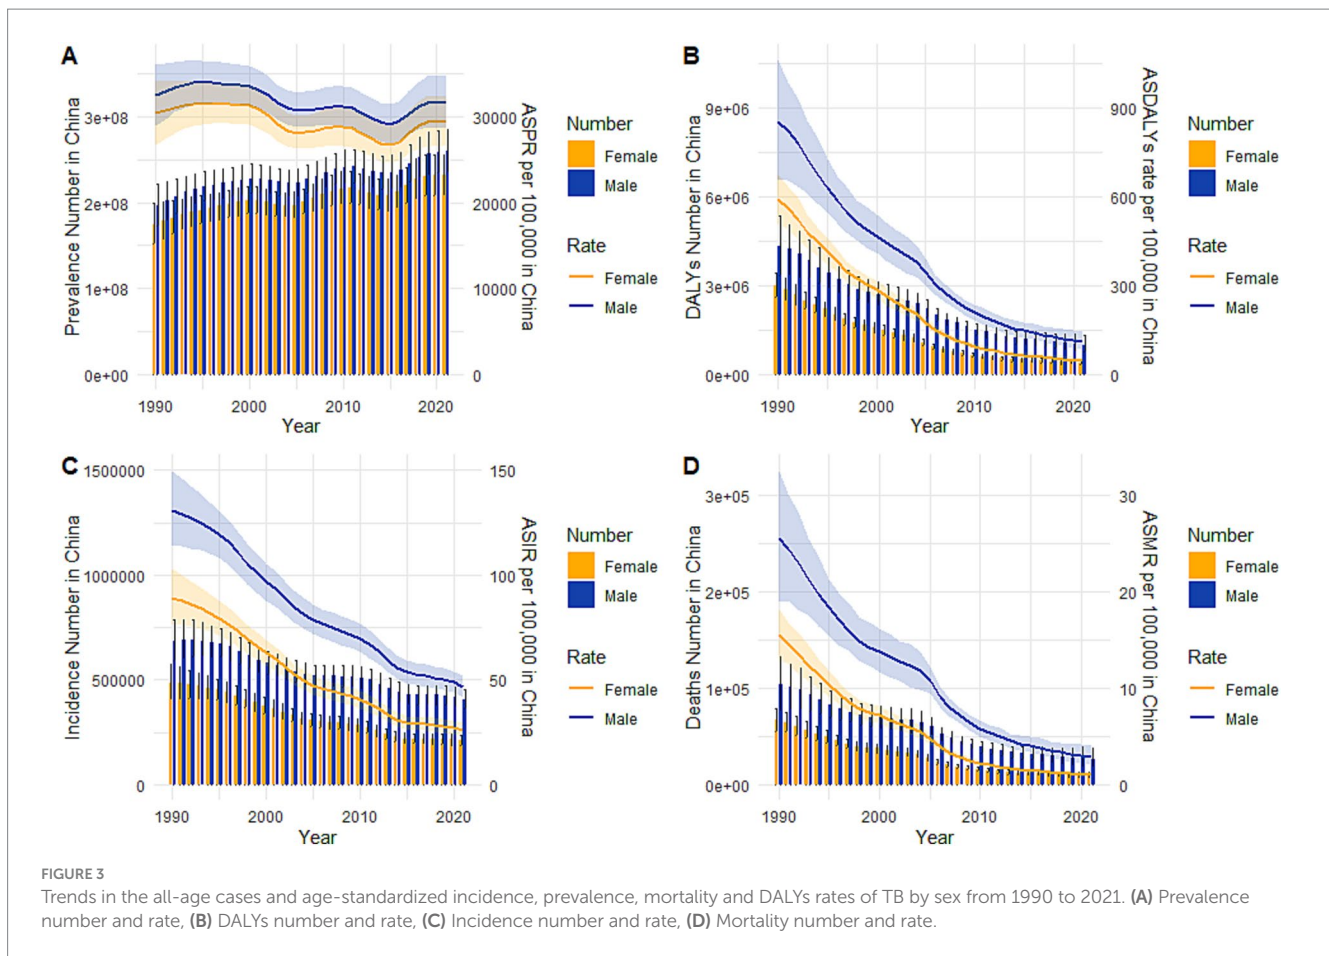 A
Prevalence Number in China
3e+08
2e+08
1e+08
0e+00
30000
20000
10000
0
ASPR per 100,000 in China
1990
2000
2010
2020
Year
Number
Female
Male
Rate
Female
Male
B
DALYs Number in China
9e+06
6e+06
3e+06
0e+00
900
600
300
0
ASDALYs rate per 100,000 in China
1990
2000
2010
2020
Year
Number
Female
Male
Rate
Female
Male
C
Incidence Number in China
1500000
1000000
500000
0
150
100
50
0
ASIR per 100,000 in China
1990
2000
2010
2020
Year
Number
Female
Male
Rate
Female
Male
D
Deaths Number in China
3e+05
2e+05
1e+05
0e+00
30
20
10
0
ASMR per 100,000 in China
1990
2000
2010
2020
Year
Number
Female
Male
Rate
Female
Male
FIGURE 3
Trends in the all-age cases and age-standardized incidence, prevalence, mortality and DALYs rates of TB by sex from 1990 to 2021. (A) Prevalence
number and rate, (B) DALYs number and rate, (C) Incidence number and rate, (D) Mortality number and rate.